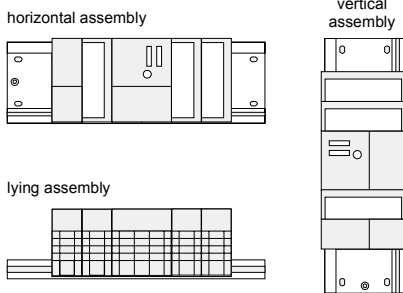 horizontal assembly
vertical
assembly
lying assembly